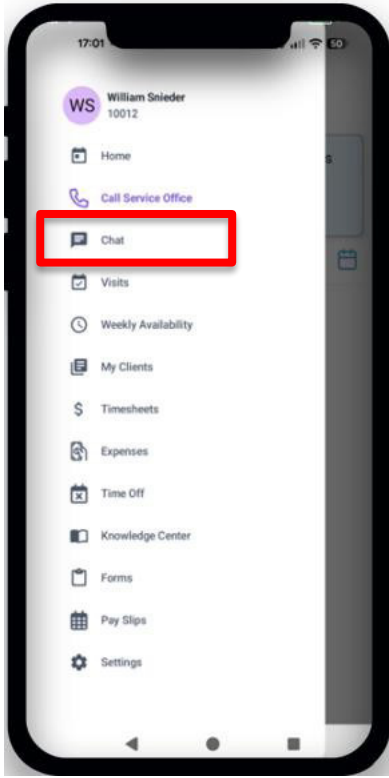 17:01
50
WS
William Snieder
10012
Home
Call Service Office
Chat
Visits
Weekly Availability
My Clients
Timesheets
Expenses
Time Off
Knowledge Center
Forms
Pay Slips
Settings